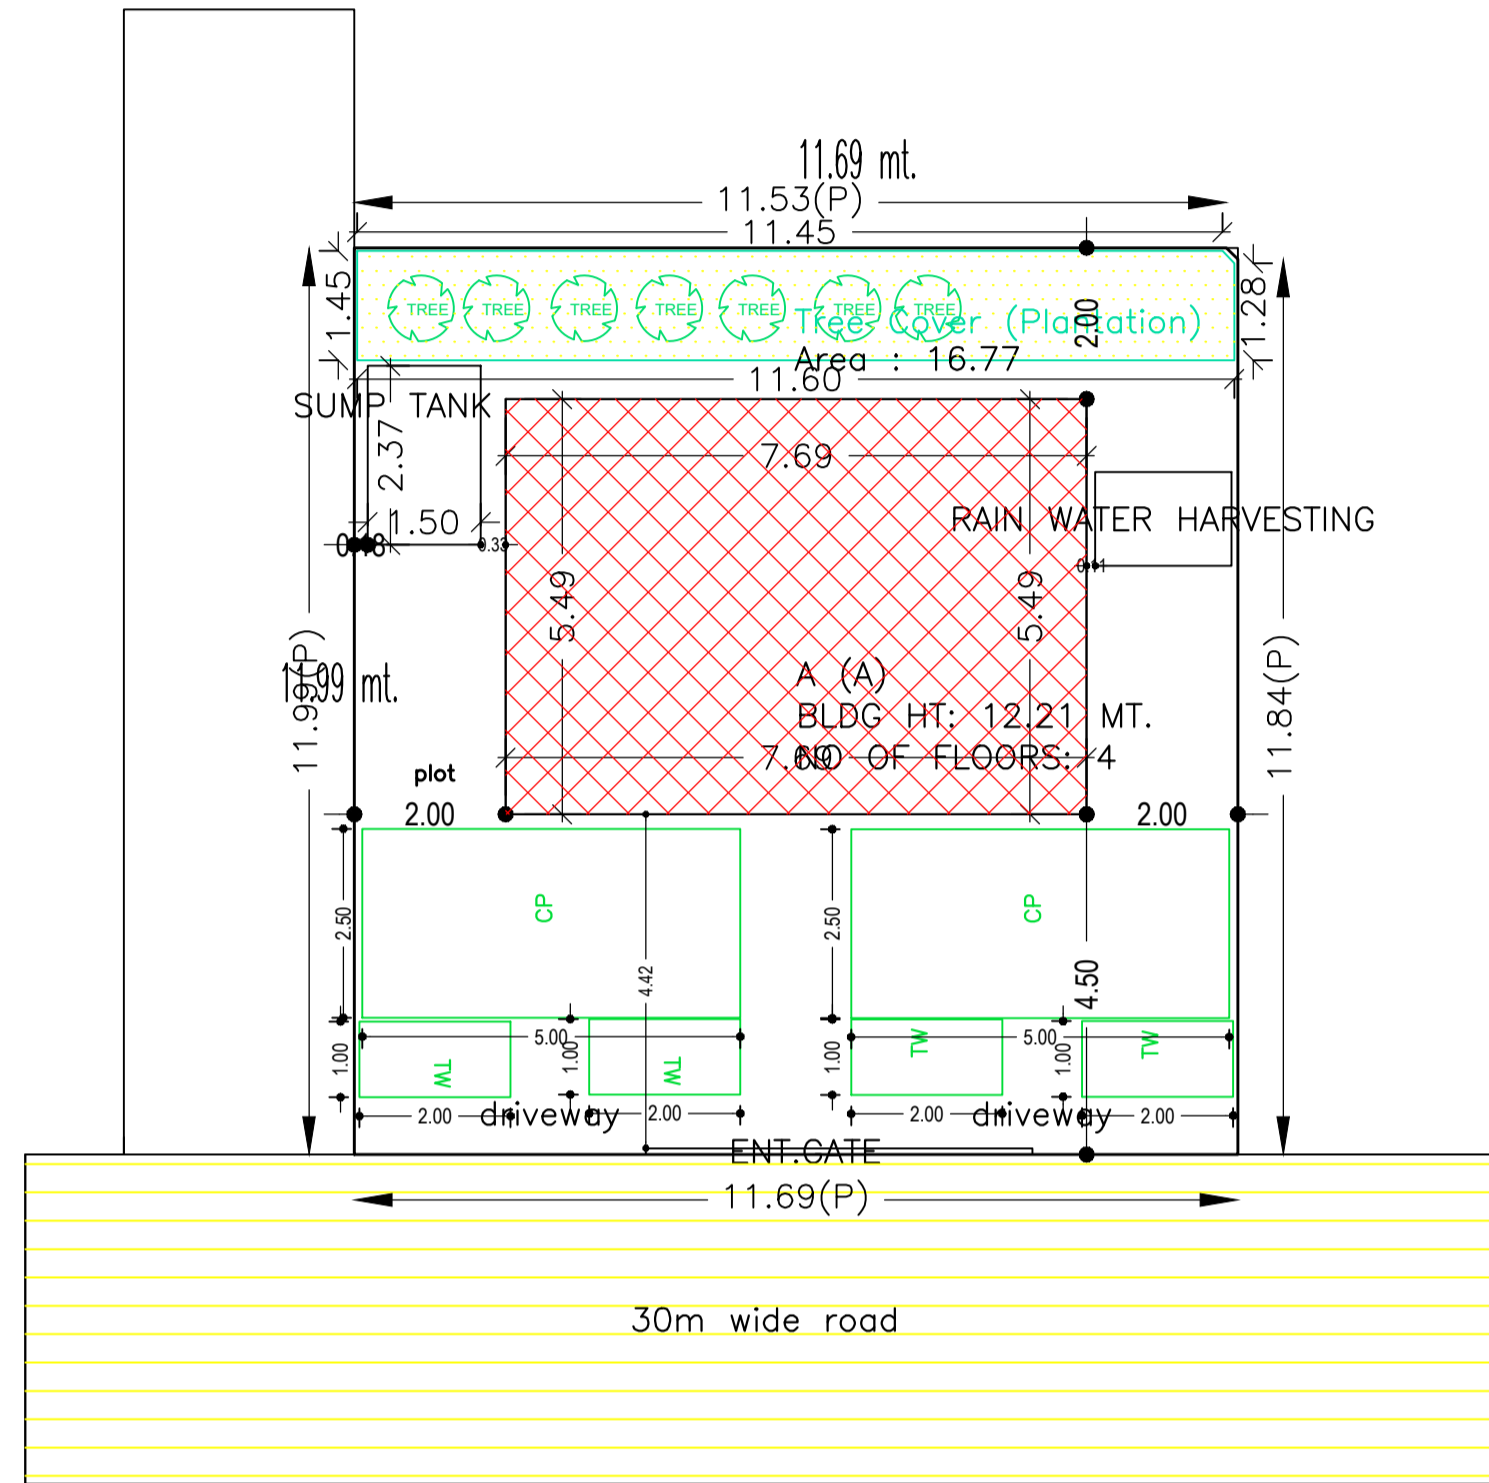 11.69 mt.
11.53(P)
11.45
1.45
TREE TREE TREE TREE TREE TREE TREE
Tree Cover (Plantation)
2.00
1.28
Area : 16.77
11.60
SUMP TANK
2.37
7.69
1.50
RAIN WATER HARVESTING
0.33
0.11
5.49
5.49
11.99(P)
11.99 mt.
11.84(P)
A (A)
BLDG HT: 12.21 MT.
7.69
NO OF FLOORS: 4
plot
2.00
2.00
CP
CP
2.50
2.50
4.42
4.50
5.00
5.00
1.00
1.00
1.00
1.00
TW
TW
TW
TW
2.00
driveway
2.00
2.00
driveway
2.00
ENT.GATE
11.69(P)
30m wide road